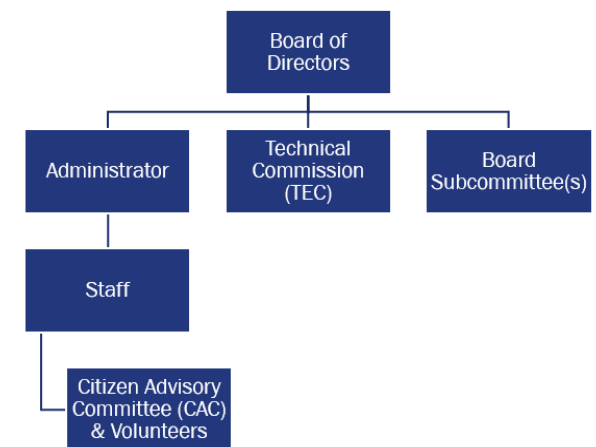 Board of
Directors
Administrator
Technical
Commission
(TEC)
Board
Subcommittee(s)
Staff
Citizen Advisory
Committee (CAC)
& Volunteers